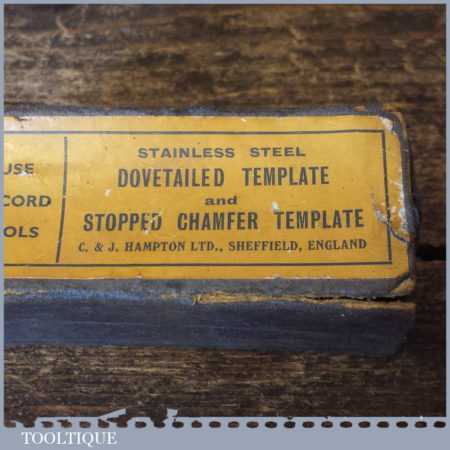 USE
CORD
OLS
STAINLESS STEEL
DOVETAILED TEMPLATE
and
STOPPED CHAMFER TEMPLATE
C. & J. HAMPTON LTD., SHEFFIELD, ENGLAND
TOOLTIQUE